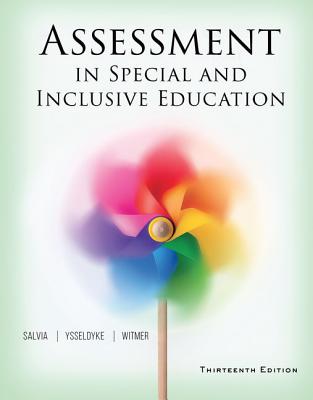 ASSESSMENT
IN SPECIAL AND
INCLUSIVE EDUCATION
SALVIA | YSSELDYKE | WITMER
THIRTEENTH EDITION